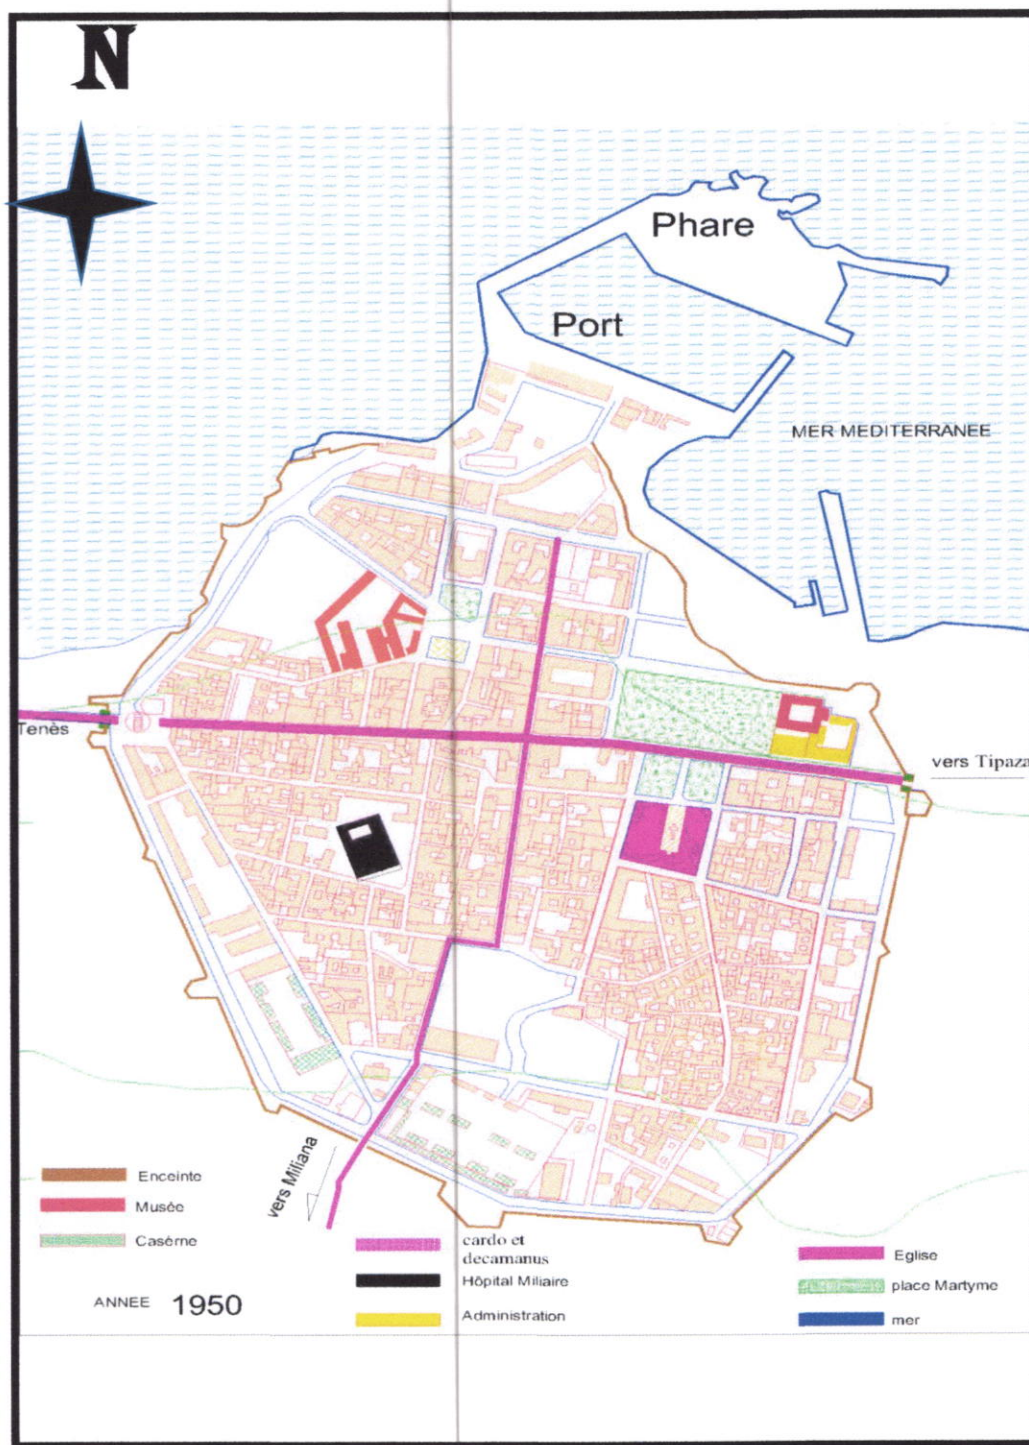 N
Phare
Port
MER MEDITERRANEE
Tenès
vers Tipaza
vers Miliana
Enceinte
Musée
Casérne
cardo et
decamanus
Hôpital Miliaire
Administration
Eglise
place Martyme
mer
ANNEE 1950